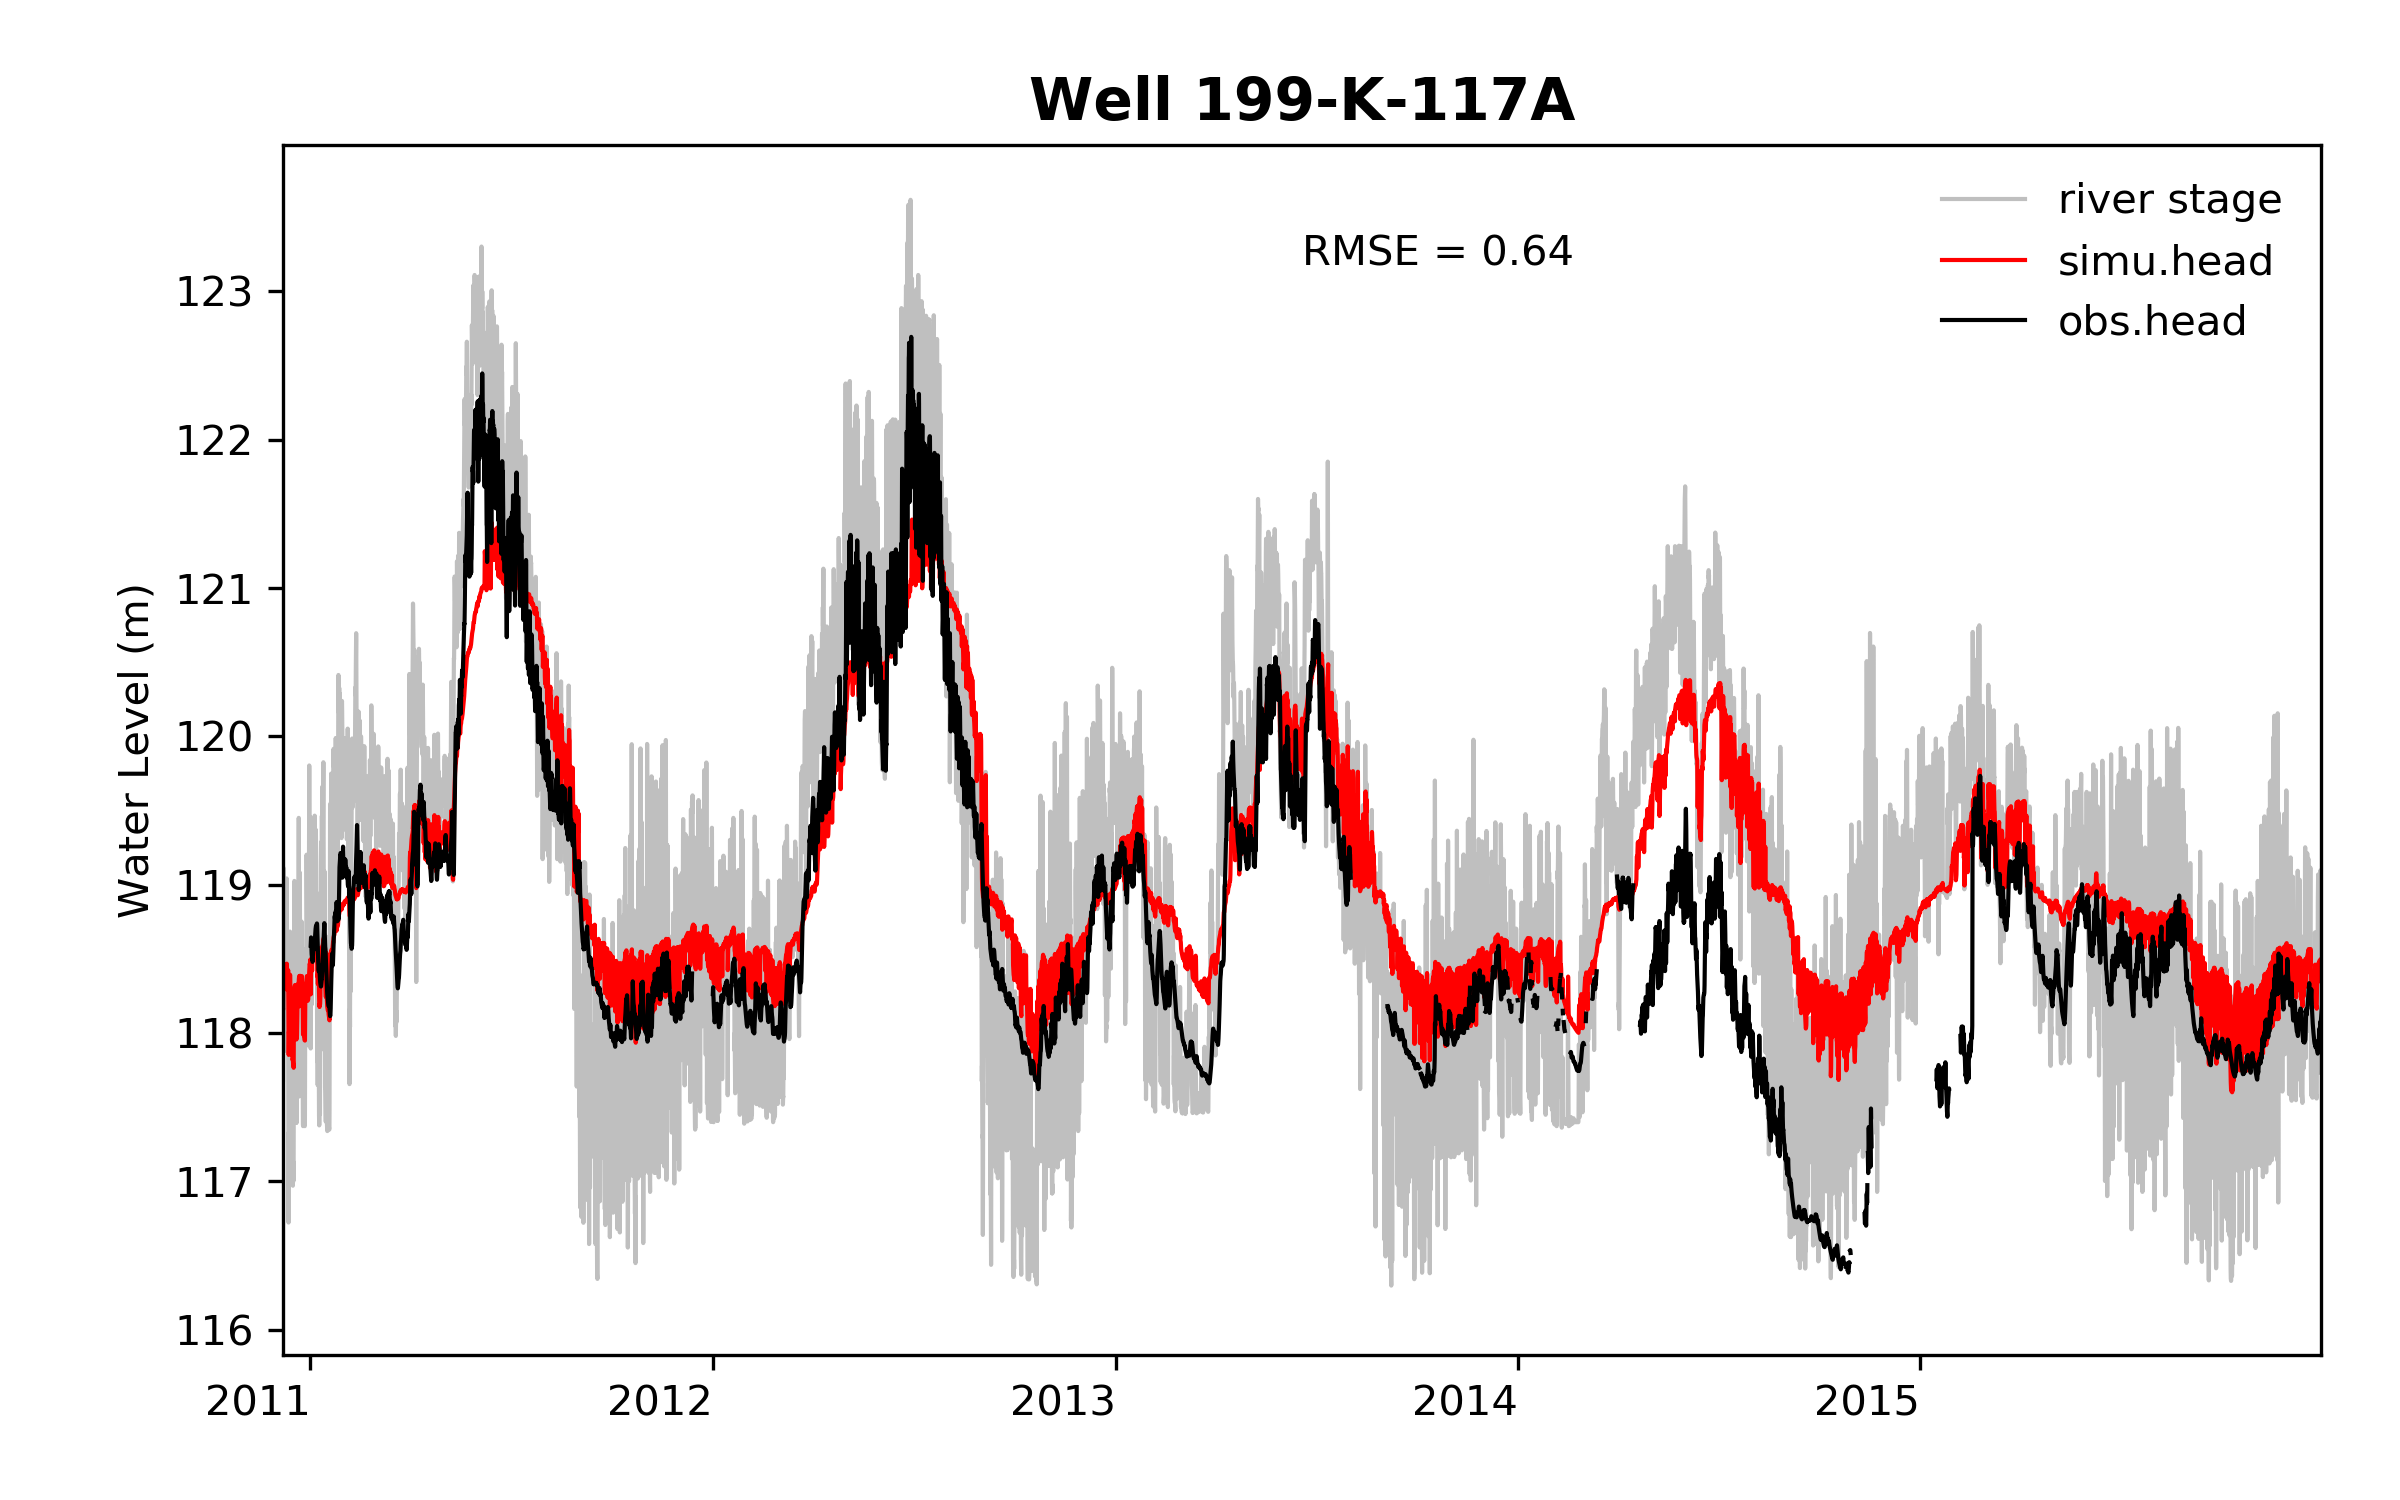 Well 199-K-117A
river stage
RMSE = 0.64
simu.head
obs.head
Water Level (m)
123
122
121
120
119
118
117
116
2011
2012
2013
2014
2015